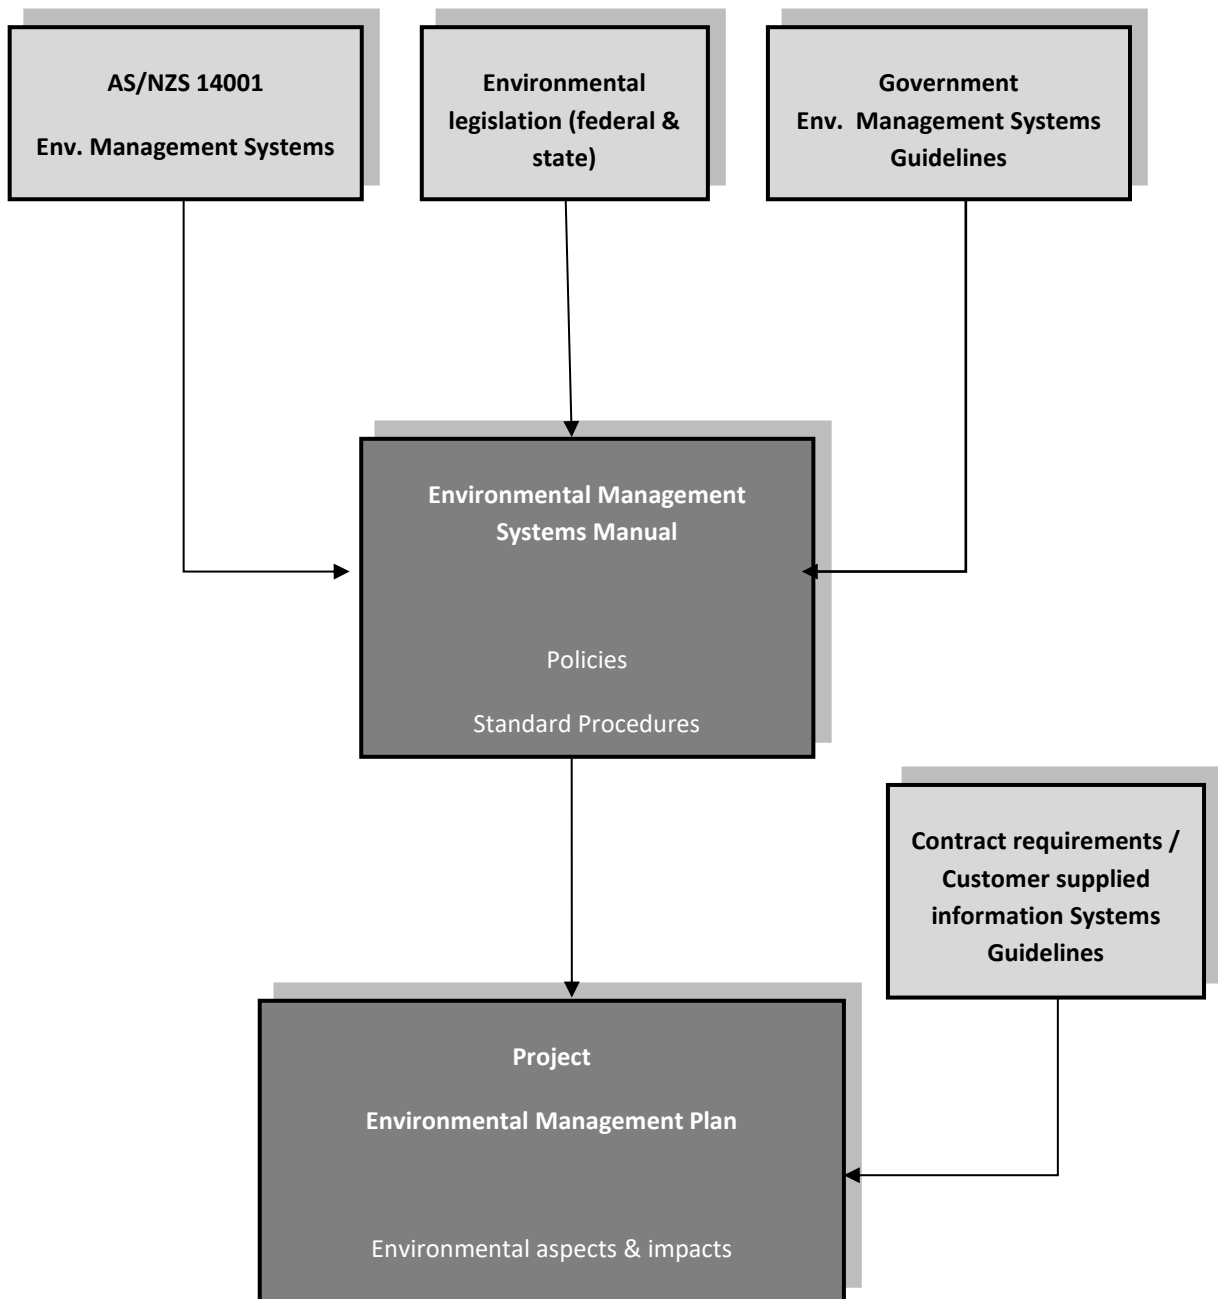 AS/NZS 14001
Env. Management Systems
Environmental
legislation (federal &
state)
Government
Env.  Management Systems
Guidelines
Environmental Management
Systems Manual
Policies
Standard Procedures
Contract requirements /
Customer supplied
information Systems
Guidelines
Project
Environmental Management Plan
Environmental aspects & impacts